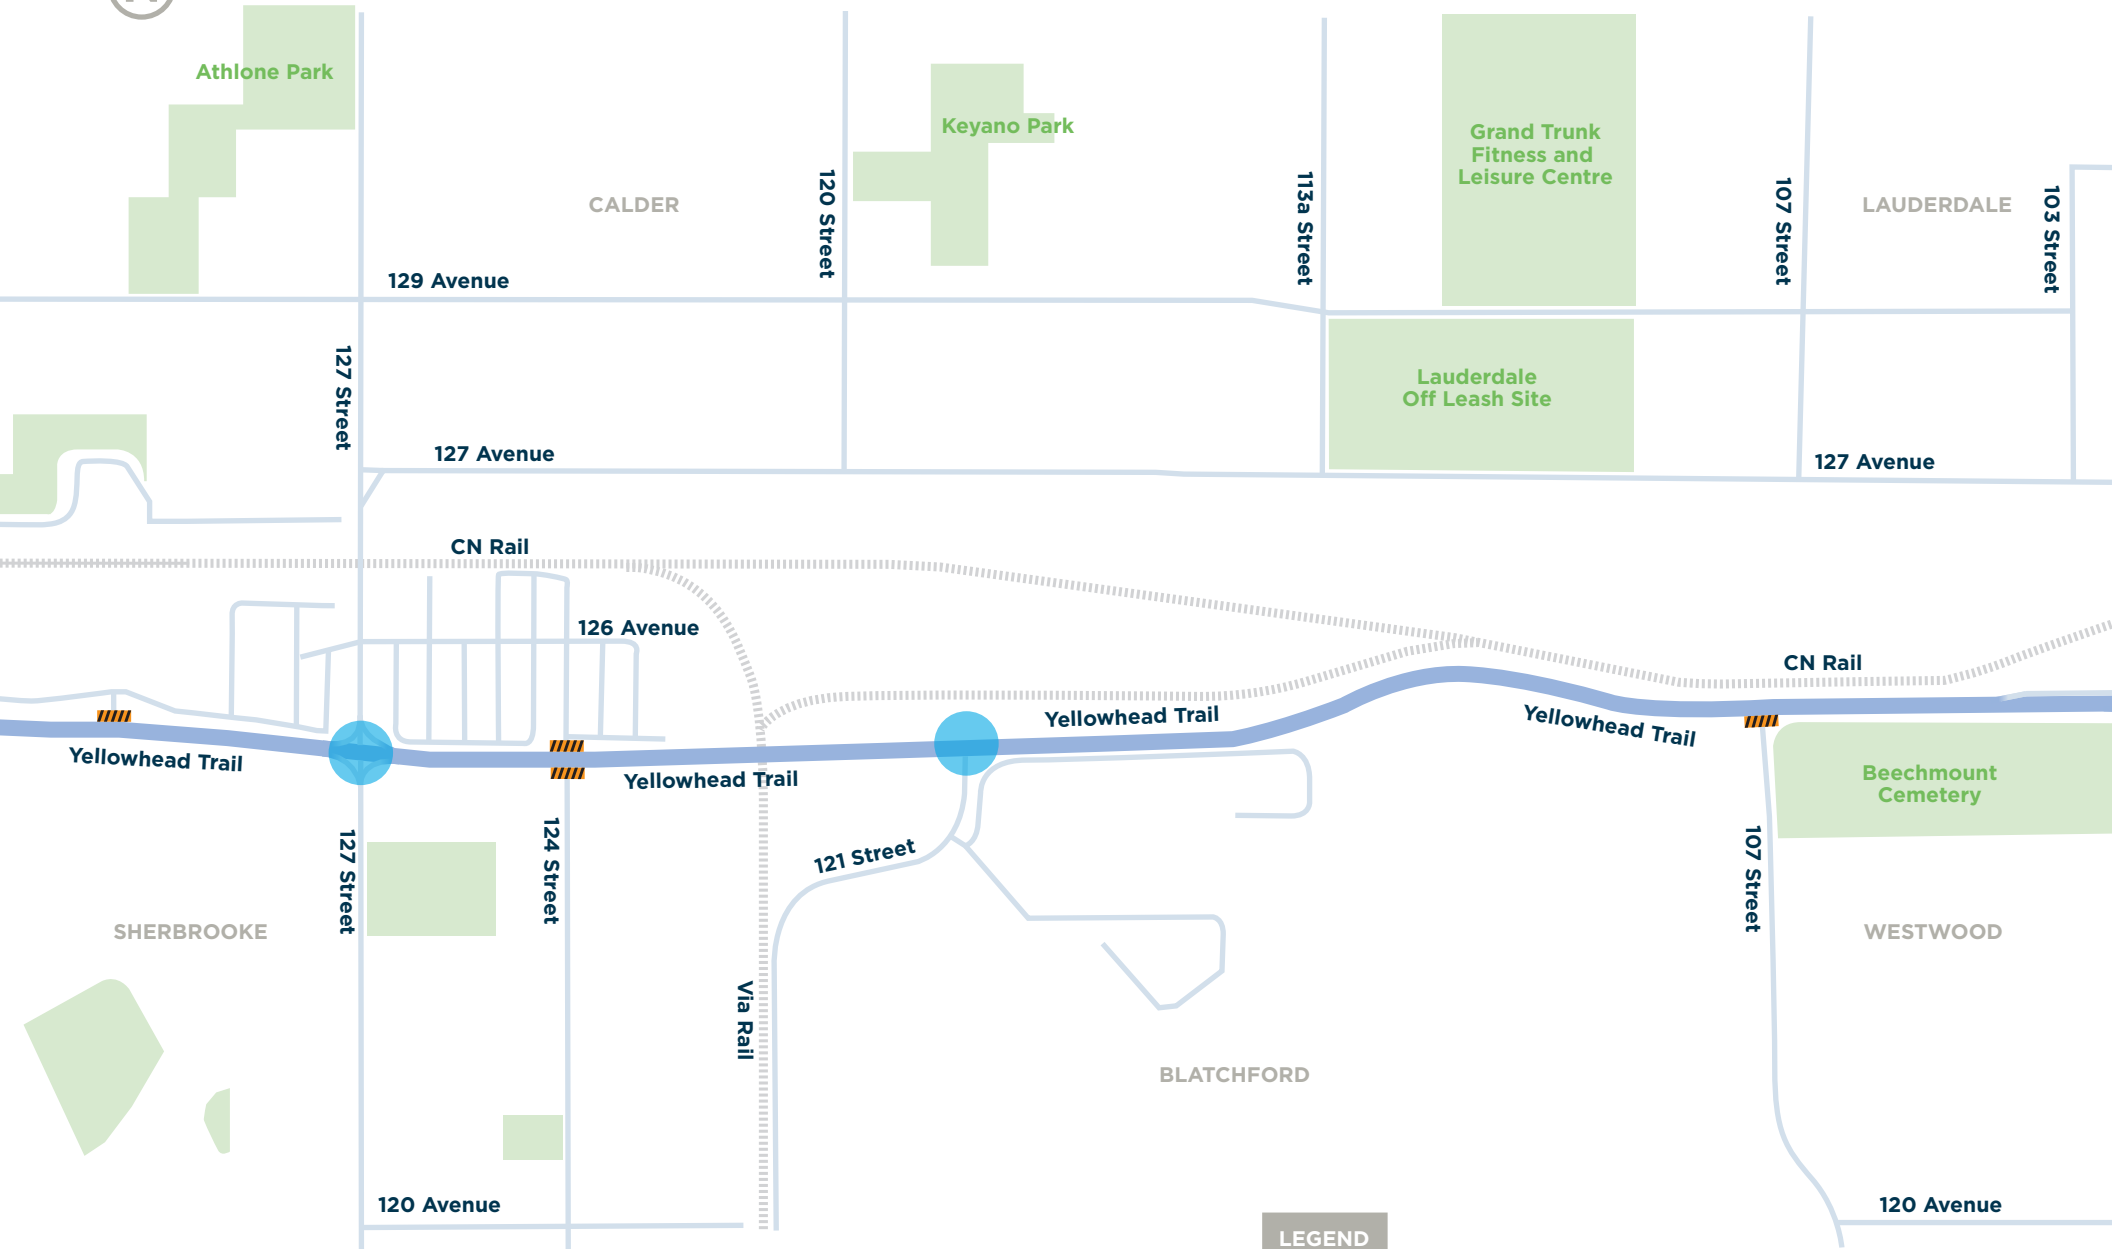 Athlone Park
Keyano Park
Grand Trunk
Fitness and
Leisure Centre
CALDER
120 Street
113a Street
107 Street
LAUDERDALE
103 Street
129 Avenue
127 Street
Lauderdale
Off Leash Site
127 Avenue
127 Avenue
CN Rail
126 Avenue
CN Rail
Yellowhead Trail
Yellowhead Trail
Yellowhead Trail
Yellowhead Trail
Beechmount
Cemetery
127 Street
124 Street
121 Street
107 Street
SHERBROOKE
WESTWOOD
Via Rail
BLATCHFORD
120 Avenue
120 Avenue
LEGEND